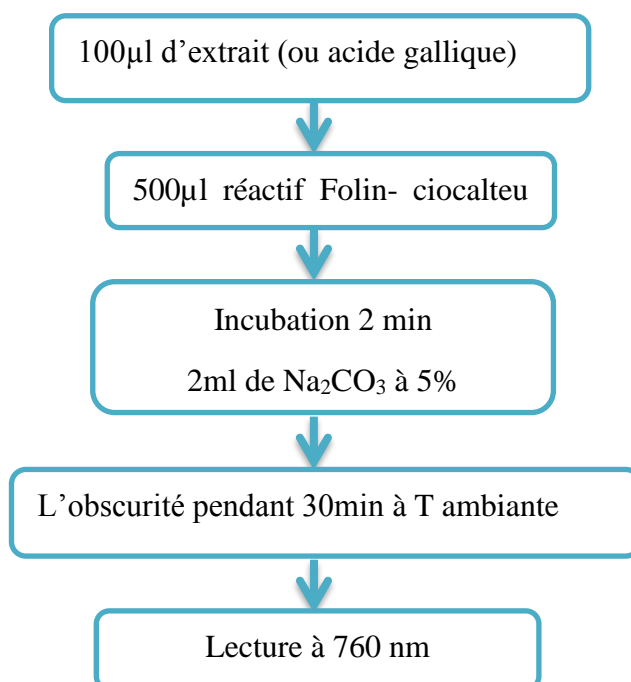 100µl d’extrait (ou acide gallique)
500µl réactif Folin- ciocalteu
Incubation 2 min
2ml de Na₂CO₃ à 5%
L’obscurité pendant 30min à T ambiante
Lecture à 760 nm